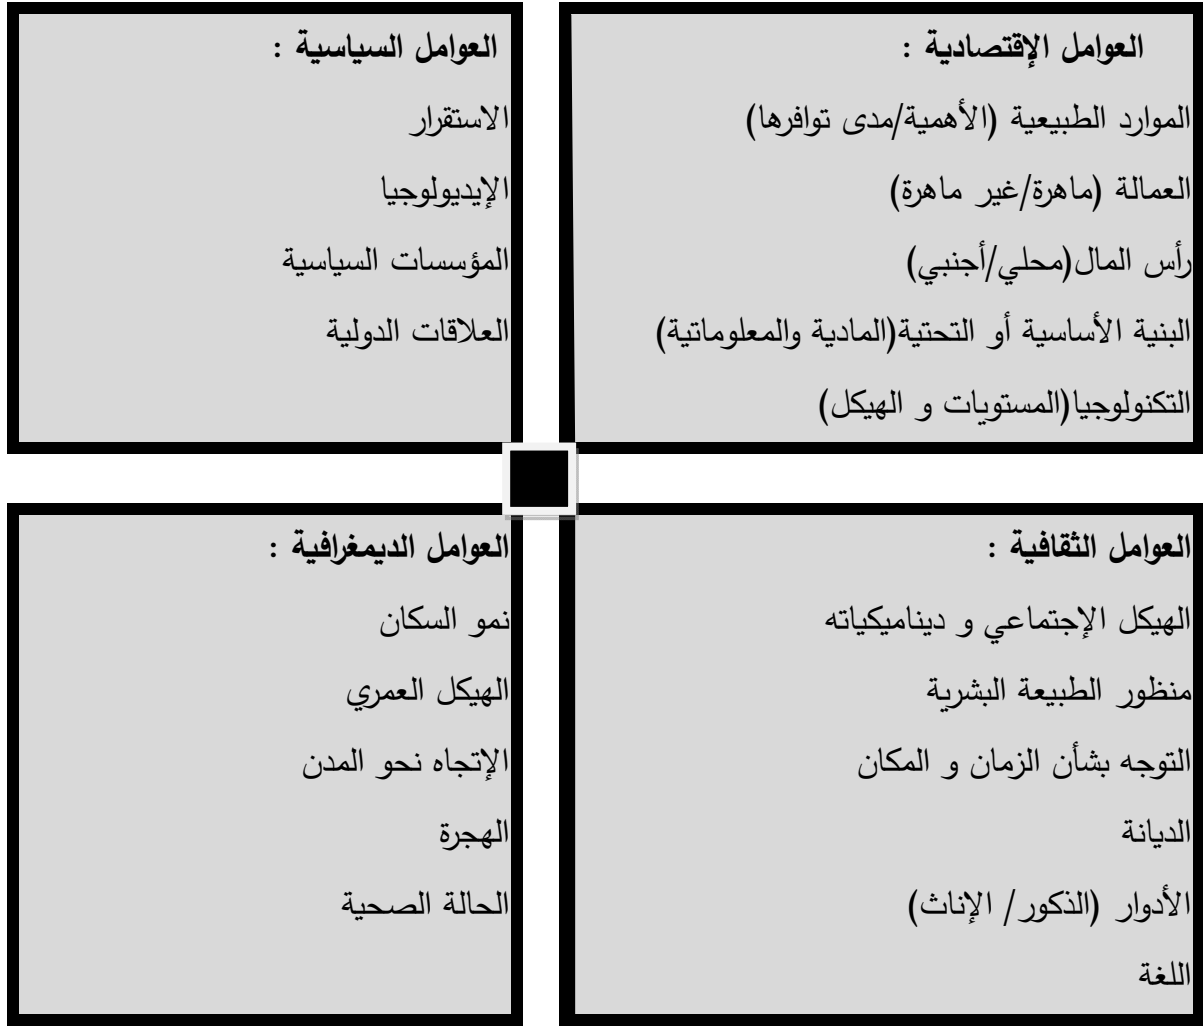 العوامل الإقتصادية :
الموارد الطبيعية (الأهمية/مدى توافرها)
العمالة (ماهرة/غير ماهرة)
رأس المال(محلي/أجنبي)
البنية الأساسية أو التحتية(المادية والمعلوماتية)
التكنولوجيا(المستويات و الهيكل)
العوامل السياسية :
الاستقرار
الإيديولوجيا
المؤسسات السياسية
العلاقات الدولية
العوامل الثقافية :
الهيكل الإجتماعي و ديناميكياته
منظور الطبيعة البشرية
التوجه بشأن الزمان و المكان
الديانة
الأدوار (الذكور/ الإناث)
اللغة
العوامل الديمغرافية :
نمو السكان
الهيكل العمري
الإتجاه نحو المدن
الهجرة
الحالة الصحية